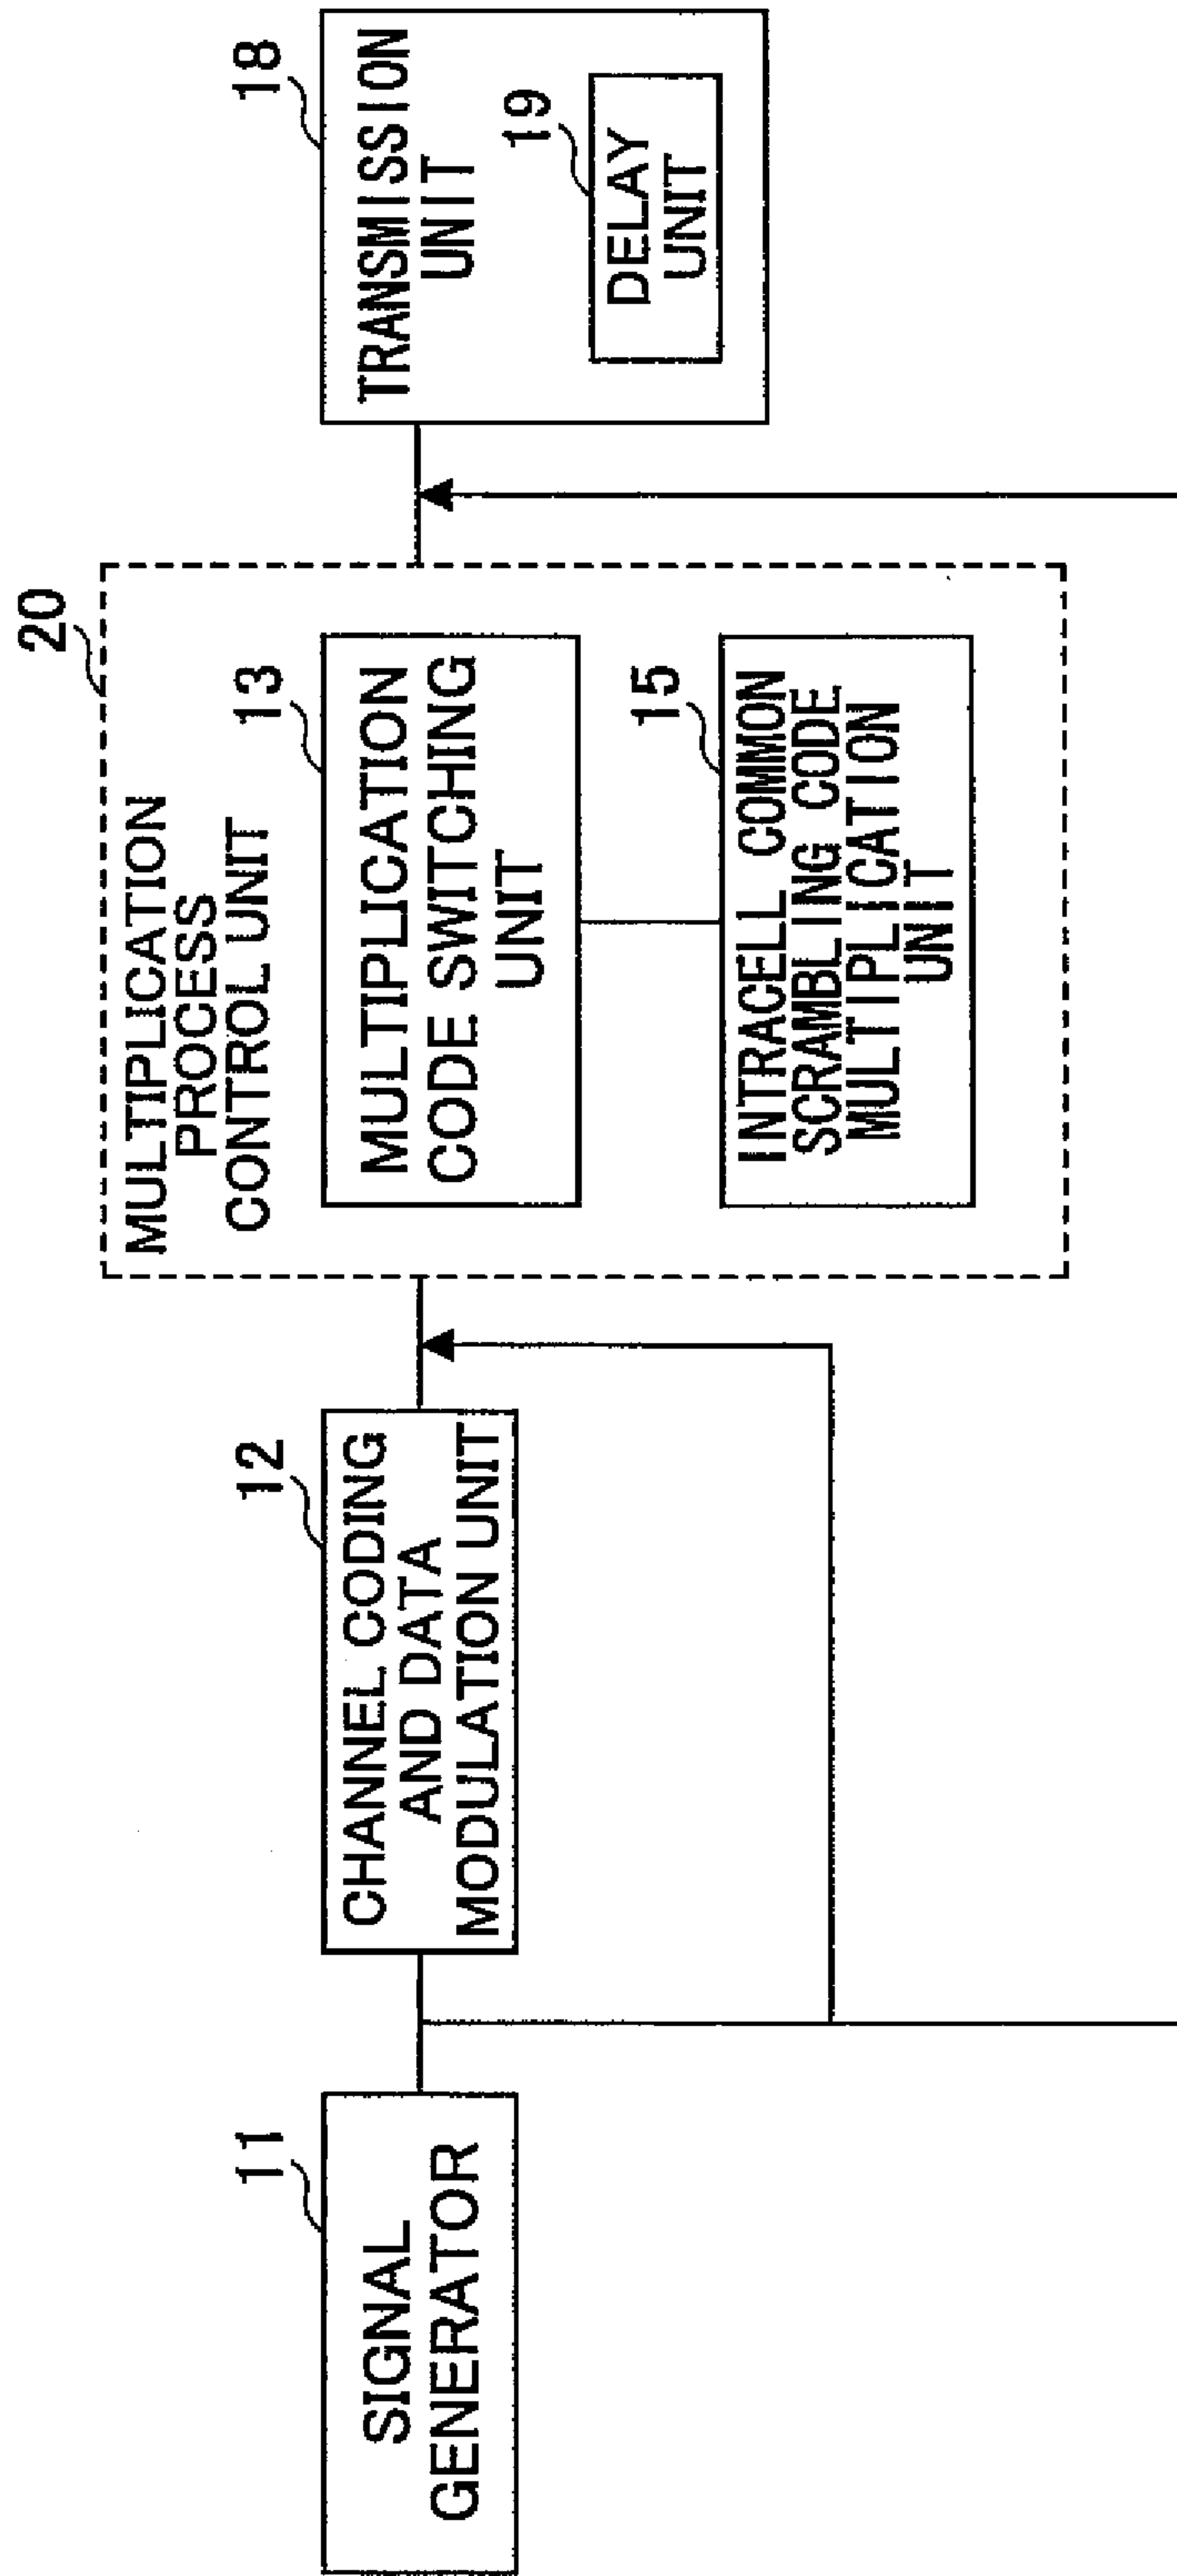 11
SIGNAL
GENERATOR
12
CHANNEL CODING
AND DATA
MODULATION UNIT
20
MULTIPLICATION
PROCESS
CONTROL UNIT
13
MULTIPLICATION
CODE SWITCHING
UNIT
15
INTRACELL COMMON
SCRAMBLING CODE
MULTIPLICATION
UNIT
18
TRANSMISSION
UNIT
19
DELAY
UNIT